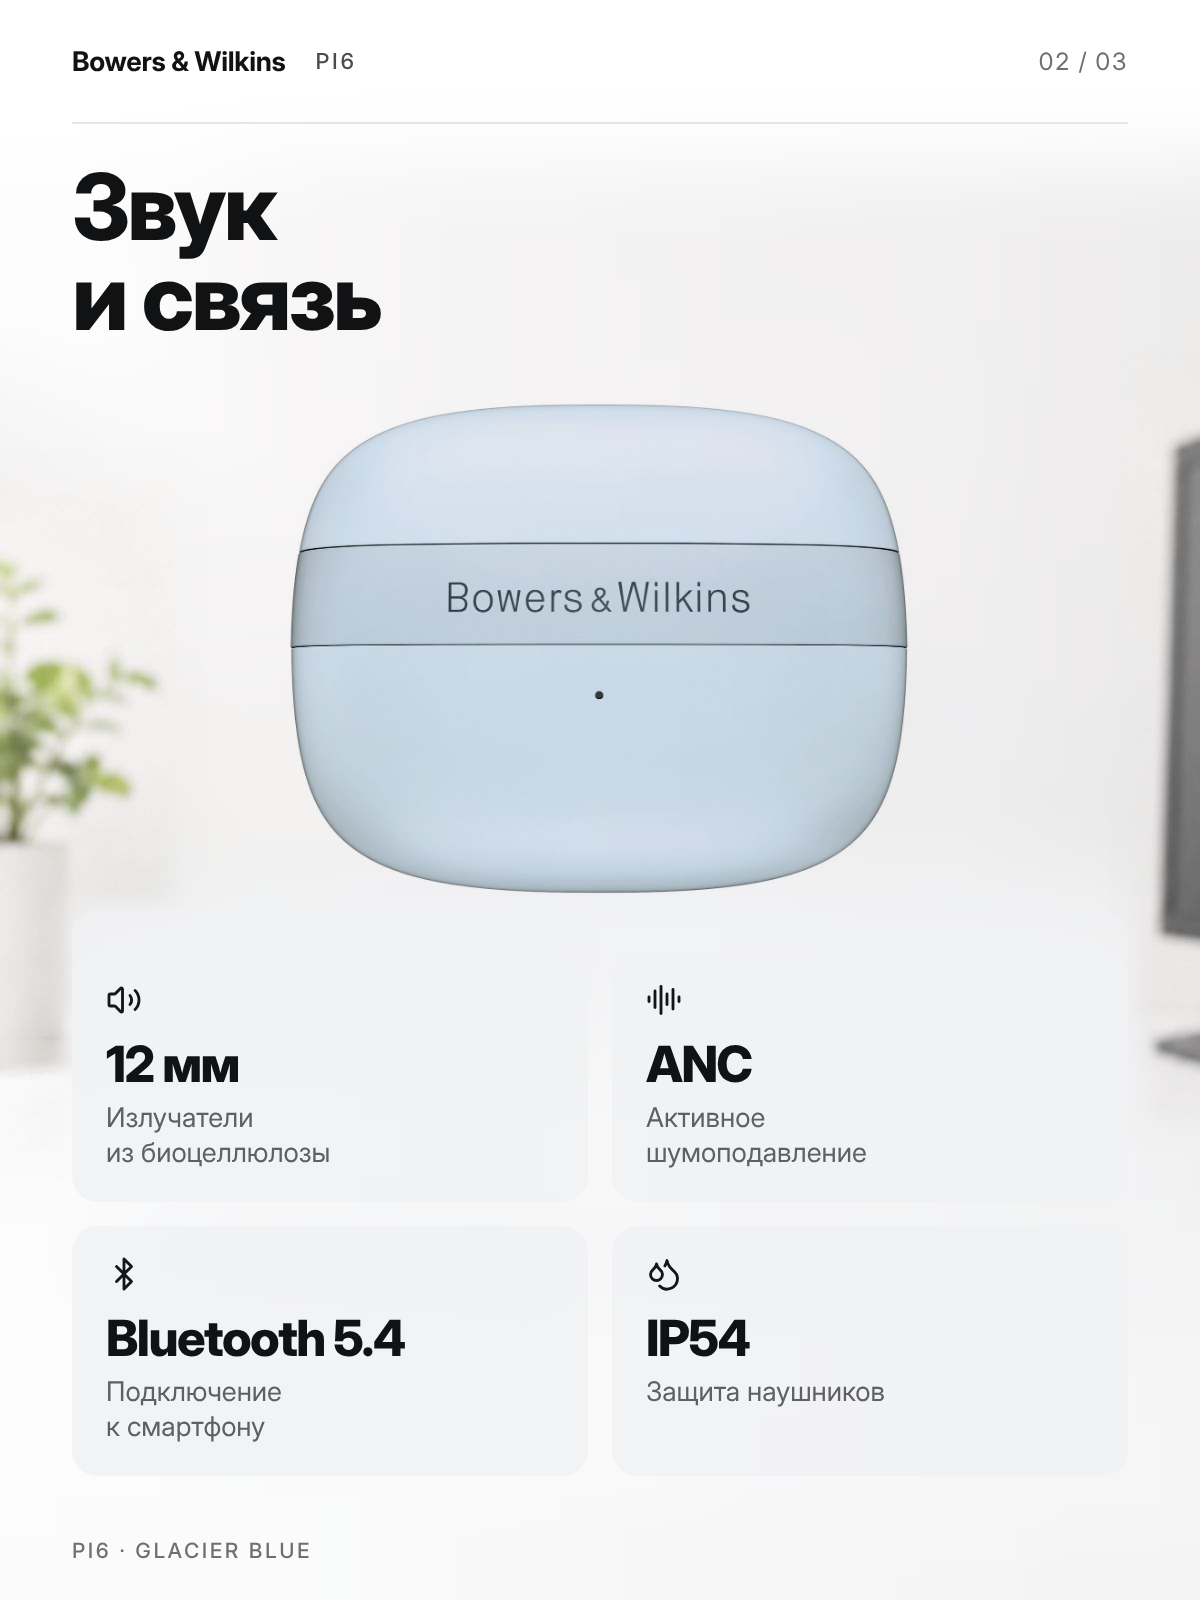 Bowers & Wilkins PI6 02 / 03
Звук
и связь
Bowers & Wilkins
12 мм
Излучатели
из биоцеллюлозы
ANC
Активное
шумоподавление
Bluetooth 5.4
Подключение
к смартфону
IP54
Защита наушников
PI6 · GLACIER BLUE